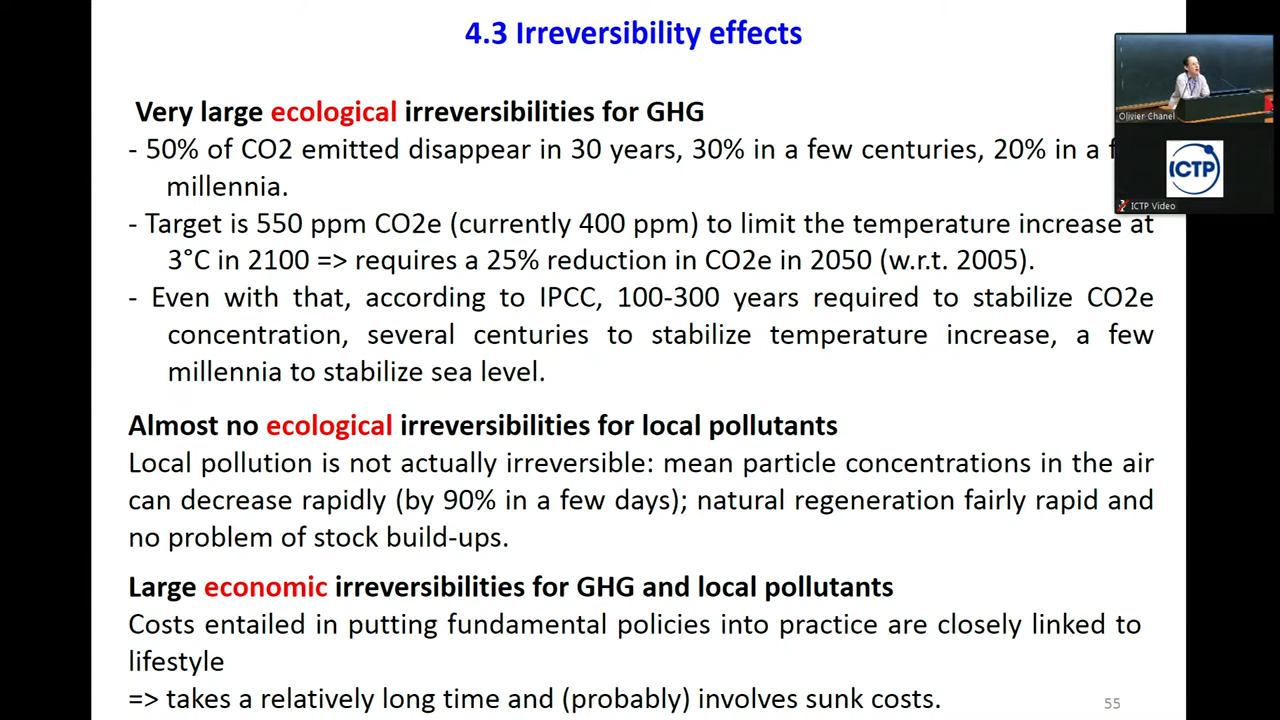 4.3 Irreversibility effects
Very large ecological irreversibilities for GHG
- 50% of CO2 emitted disappear in 30 years, 30% in a few centuries, 20% in a
millennia.
- Target is 550 ppm CO2e (currently 400 ppm) to limit the temperature increase at
3°C in 2100 => requires a 25% reduction in CO2e in 2050 (w.r.t. 2005).
- Even with that, according to IPCC, 100-300 years required to stabilize CO2e
concentration, several centuries to stabilize temperature increase, a few
millennia to stabilize sea level.
Almost no ecological irreversibilities for local pollutants
Local pollution is not actually irreversible: mean particle concentrations in the air
can decrease rapidly (by 90% in a few days); natural regeneration fairly rapid and
no problem of stock build-ups.
Large economic irreversibilities for GHG and local pollutants
Costs entailed in putting fundamental policies into practice are closely linked to
lifestyle
=> takes a relatively long time and (probably) involves sunk costs.
55
Olivier Chanel
ICTP
ICTP Video